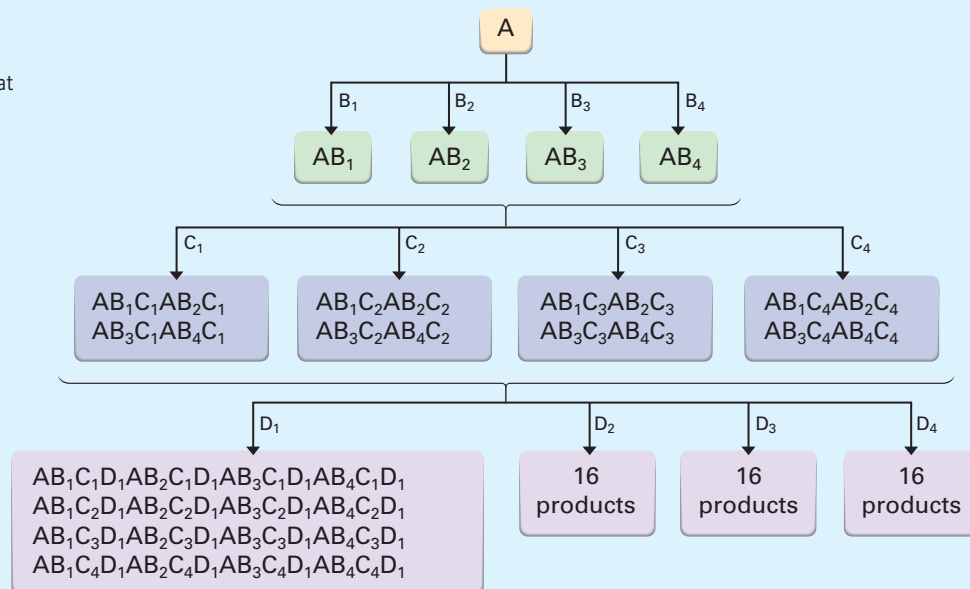 A
at
B₁ B₂ B₃ B₄
AB₁ AB₂ AB₃ AB₄
C₁ C₂ C₃ C₄
AB₁C₁AB₂C₁
AB₃C₁AB₄C₁
AB₁C₂AB₂C₂
AB₃C₂AB₄C₂
AB₁C₃AB₂C₃
AB₃C₃AB₄C₃
AB₁C₄AB₂C₄
AB₃C₄AB₄C₄
D₁ D₂ D₃ D₄
AB₁C₁D₁AB₂C₁D₁AB₃C₁D₁AB₄C₁D₁
AB₁C₂D₁AB₂C₂D₁AB₃C₂D₁AB₄C₂D₁
AB₁C₃D₁AB₂C₃D₁AB₃C₃D₁AB₄C₃D₁
AB₁C₄D₁AB₂C₄D₁AB₃C₄D₁AB₄C₄D₁
16
products
16
products
16
products